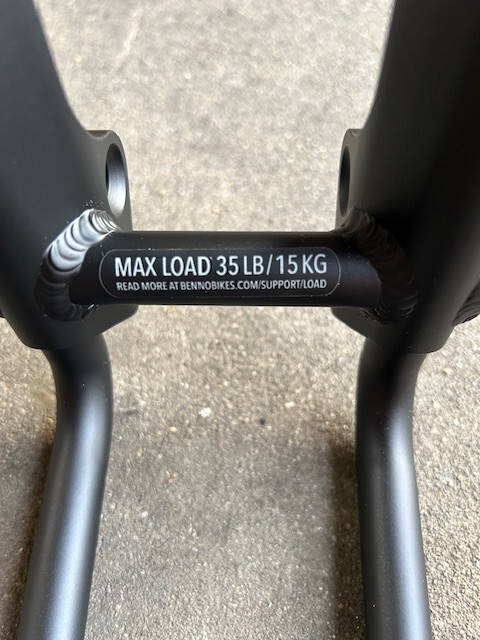 MAX LOAD 35 LB/15 KG
READ MORE AT BENNOBIKES.COM/SUPPORT/LOAD